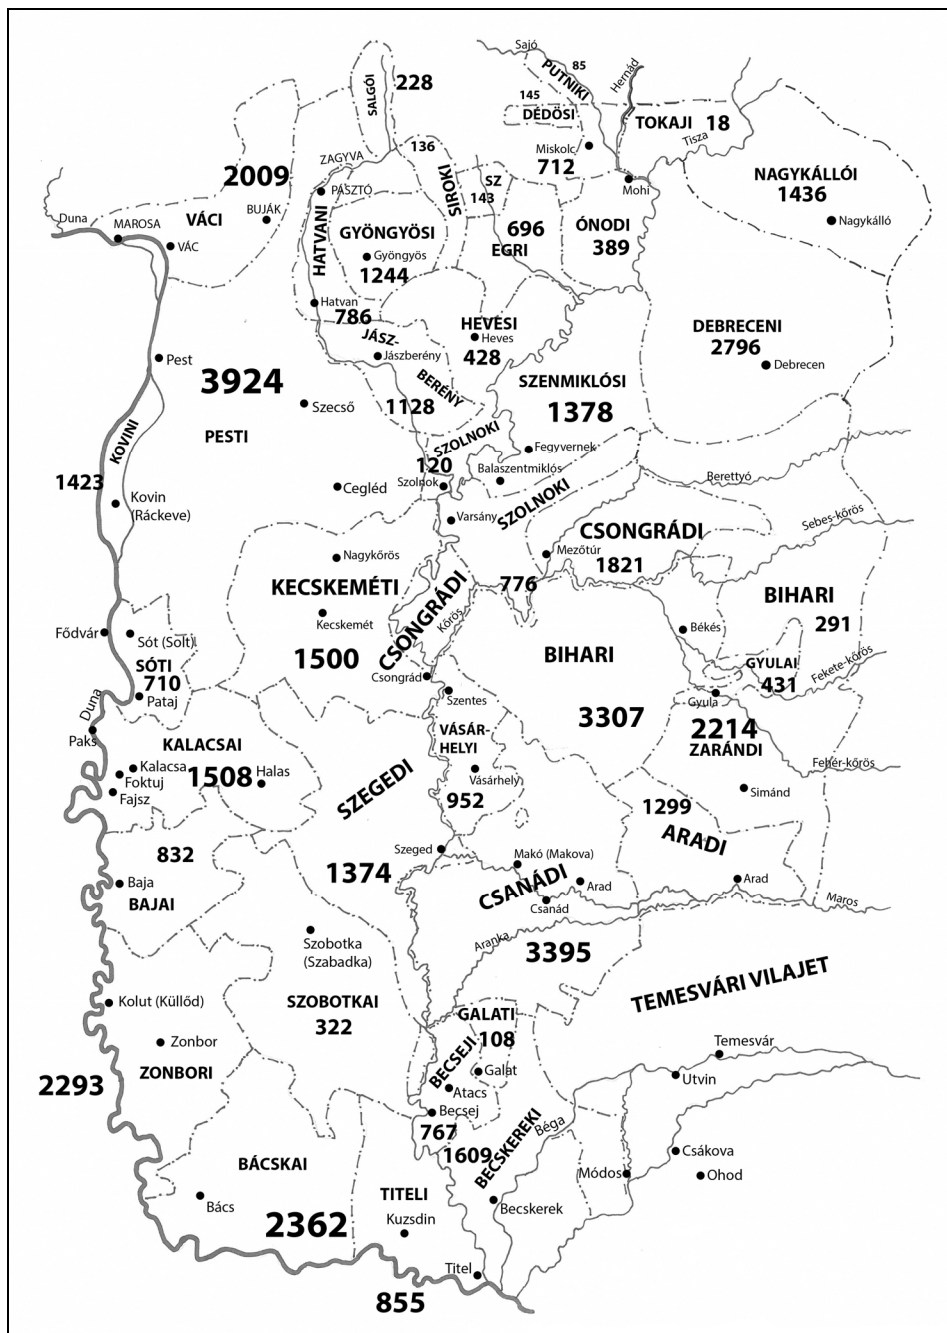 Sajó
PUTNIKI
85
Hernád
SALGÓI
228
145
DÉDÖSI
TOKAJI 18
Tisza
ZAGYVA
136
Miskolc
712
Mohi
2009
PÁSZTÓ
SIROKI
SZ
143
NAGYKÁLLÓI
1436
Nagykálló
Duna
MAROSA
VÁCI
BUJÁK
VÁC
HATVANI
GYÖNGYÖSI
Gyöngyös
1244
696
EGRI
ÓNODI
389
Hatvan
786
JÁSZ-
Jászberény
BERÉNY
1128
HEVESI
Heves
428
DEBRECENI
2796
Debrecen
Pest
3924
Szecső
PESTI
SZENMIKLÓSI
1378
KOVINI
1423
Kovin
(Ráckeve)
SZOLNOKI
120
Szolnok
Fegyvernek
Balaszentmiklós
Cegléd
SZOLNOKI
Varsány
Berettyó
Sebes-kőrös
Nagykőrös
KECSKEMÉTI
Kecskemét
1500
CSONGRÁDI
Csongrád
Kőrös
CSONGRÁDI
Mezőtúr
1821
776
BIHARI
291
Békés
GYULAI
431
Fekete-kőrös
BIHARI
3307
Gyula
2214
ZARÁNDI
Fehér-kőrös
Simánd
Fődvár
Sót (Solt)
SÓTI
710
Pataj
Duna
Paks
KALACSAI
Kalacsa
Foktuj
Fajsz
1508
Halas
SZEGEDI
Szentes
VÁSÁR-
HELYI
Vásárhely
952
1299
ARADI
832
Baja
BAJAI
Szeged
1374
Makó (Makova)
CSANÁDI
Arad
Csanád
Arad
Maros
Aranka
3395
Szobotka
(Szabadka)
SZOBOTKAI
322
TEMESVÁRI VILAJET
Kolut (Küllőd)
Zonbor
ZONBORI
2293
GALATI
108
BECSEJI
Galat
Atacs
Becsej
767
1609
BECSKEREKI
Béga
Becskerek
Temesvár
Utvin
Csákova
Módos
Ohod
BÁCSKAI
Bács
2362
TITELI
Kuzsdin
Titel
855